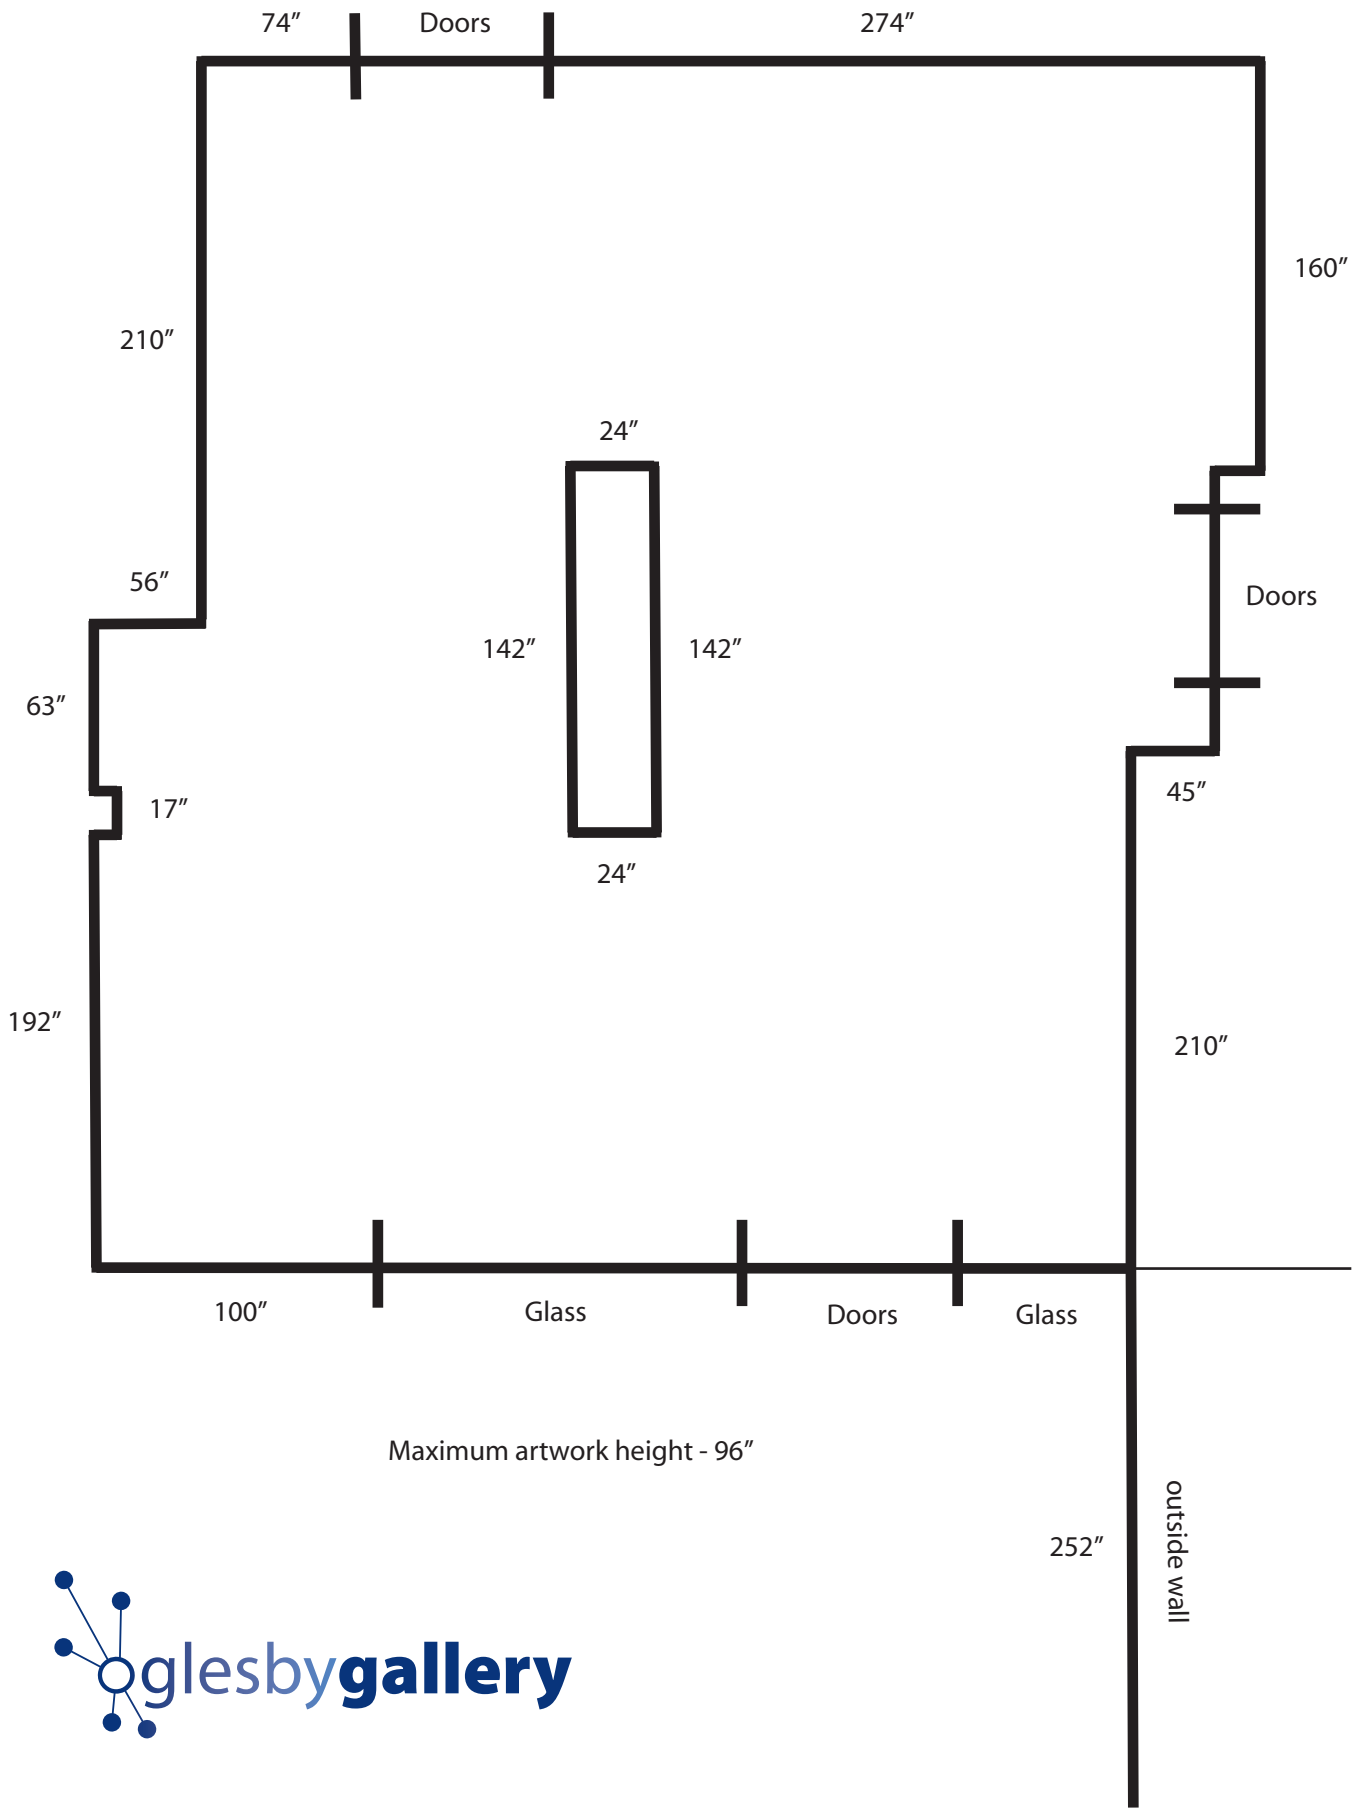 74”
Doors
274”
160”
210”
24”
56”
Doors
142”
142”
63”
45”
17”
24”
192”
210”
100”
Glass
Doors
Glass
Maximum artwork height - 96”
252”
outside wall
oglesbygallery